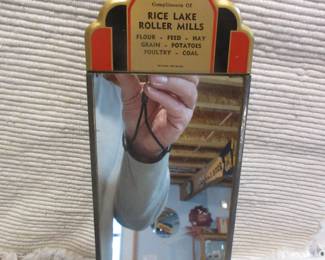 Compliments Of
RICE LAKE
ROLLER MILLS
FLOUR - FEED - HAY
GRAIN - POTATOES
POULTRY - COAL